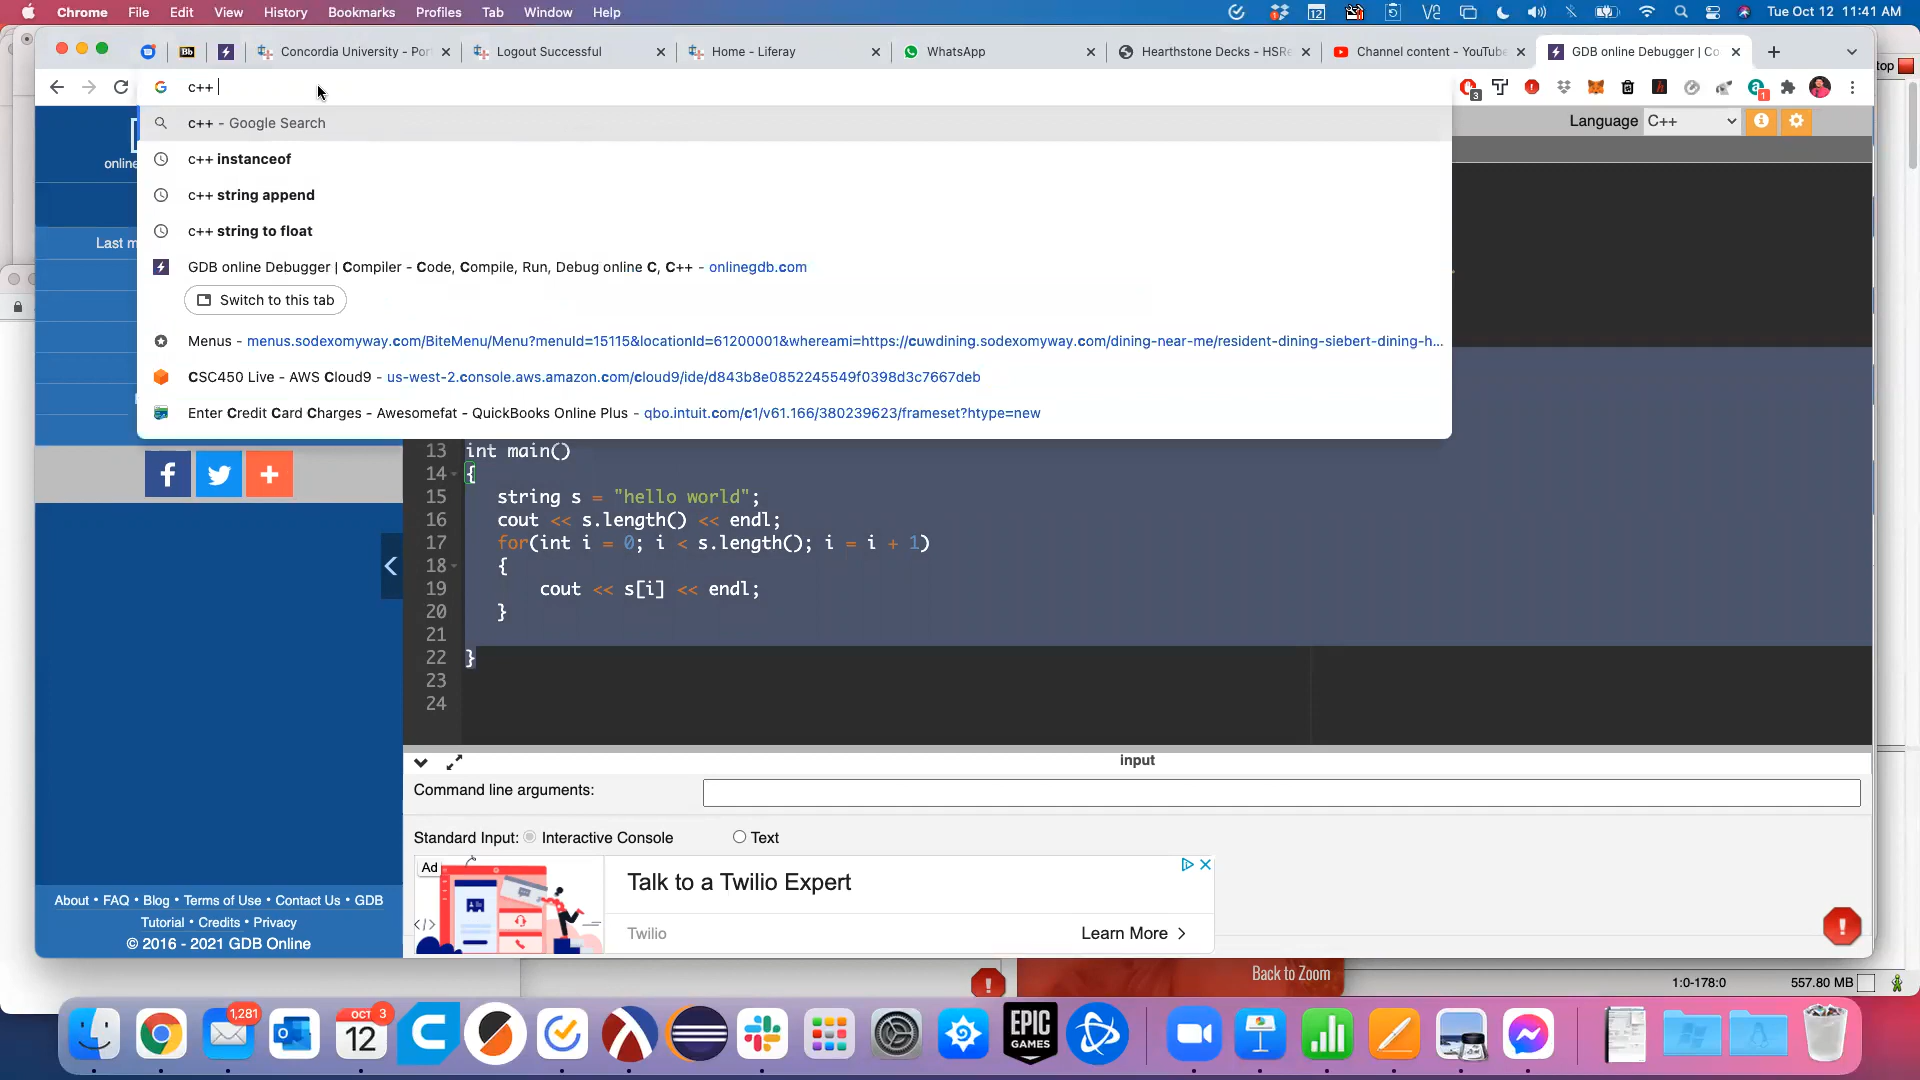 Chrome File Edit View History Bookmarks Profiles Tab Window Help 12 Tue Oct 12 11:41 AM
Bb Concordia University - Por Logout Successful Home - Liferay WhatsApp Hearthstone Decks - HSRe Channel content - YouTube GDB online Debugger | Co
top
c++ 3 1
c++ - Google Search
Language C++
c++ instanceof
online
c++ string append
c++ string to float
Last m
GDB online Debugger | Compiler - Code, Compile, Run, Debug online C, C++ - onlinegdb.com
Switch to this tab
Menus - menus.sodexomyway.com/BiteMenu/Menu?menuId=15115&locationId=61200001&whereami=https://cuwdining.sodexomyway.com/dining-near-me/resident-dining-siebert-dining-h...
CSC450 Live - AWS Cloud9 - us-west-2.console.aws.amazon.com/cloud9/ide/d843b8e0852245549f0398d3c7667deb
Enter Credit Card Charges - Awesomefat - QuickBooks Online Plus - qbo.intuit.com/c1/v61.166/380239623/frameset?htype=new
13 int main()
14 {
15 string s = "hello world";
16 cout << s.length() << endl;
17 for(int i = 0; i < s.length(); i = i + 1)
18 {
19 cout << s[i] << endl;
20 }
21
22 }
23
24
input
Command line arguments:
Standard Input: Interactive Console Text
Ad
Talk to a Twilio Expert
Twilio
Learn More
About • FAQ • Blog • Terms of Use • Contact Us • GDB
Tutorial • Credits • Privacy
© 2016 - 2021 GDB Online
Back to Zoom
1:0-178:0 557.80 MB
1,281
OCT 3
12
EPIC
GAMES